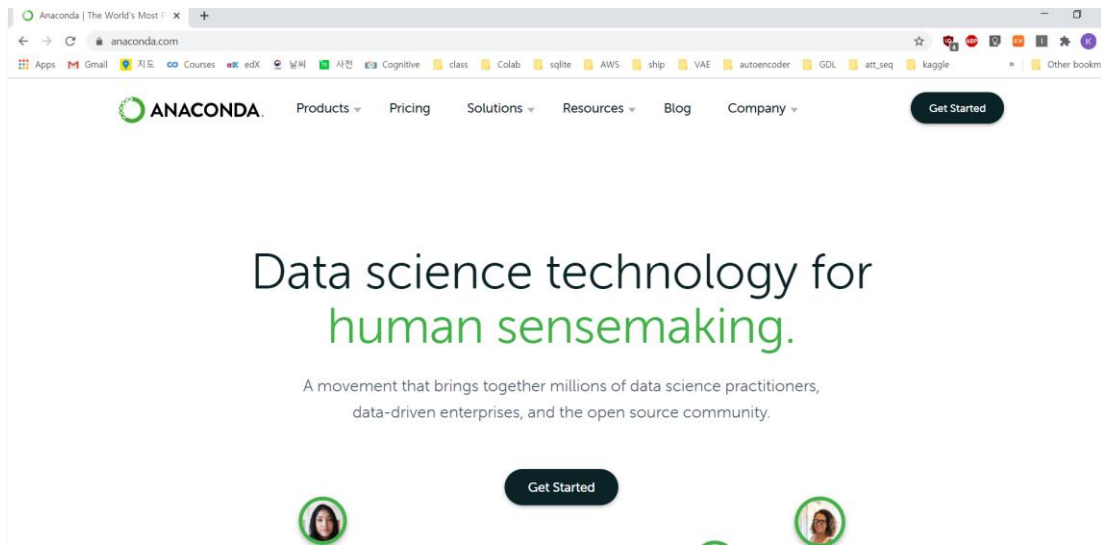 Anaconda | The World's Most
anaconda.com
4
ABP
K
Apps Gmail 지도 Courses edX 날씨 사전 Cognitive class Colab sqlite AWS ship VAE autoencoder GDL att_seq kaggle » Other bookm
ANACONDA. Products Pricing Solutions Resources Blog Company Get Started
Data science technology for
human sensemaking.
A movement that brings together millions of data science practitioners,
data-driven enterprises, and the open source community.
Get Started